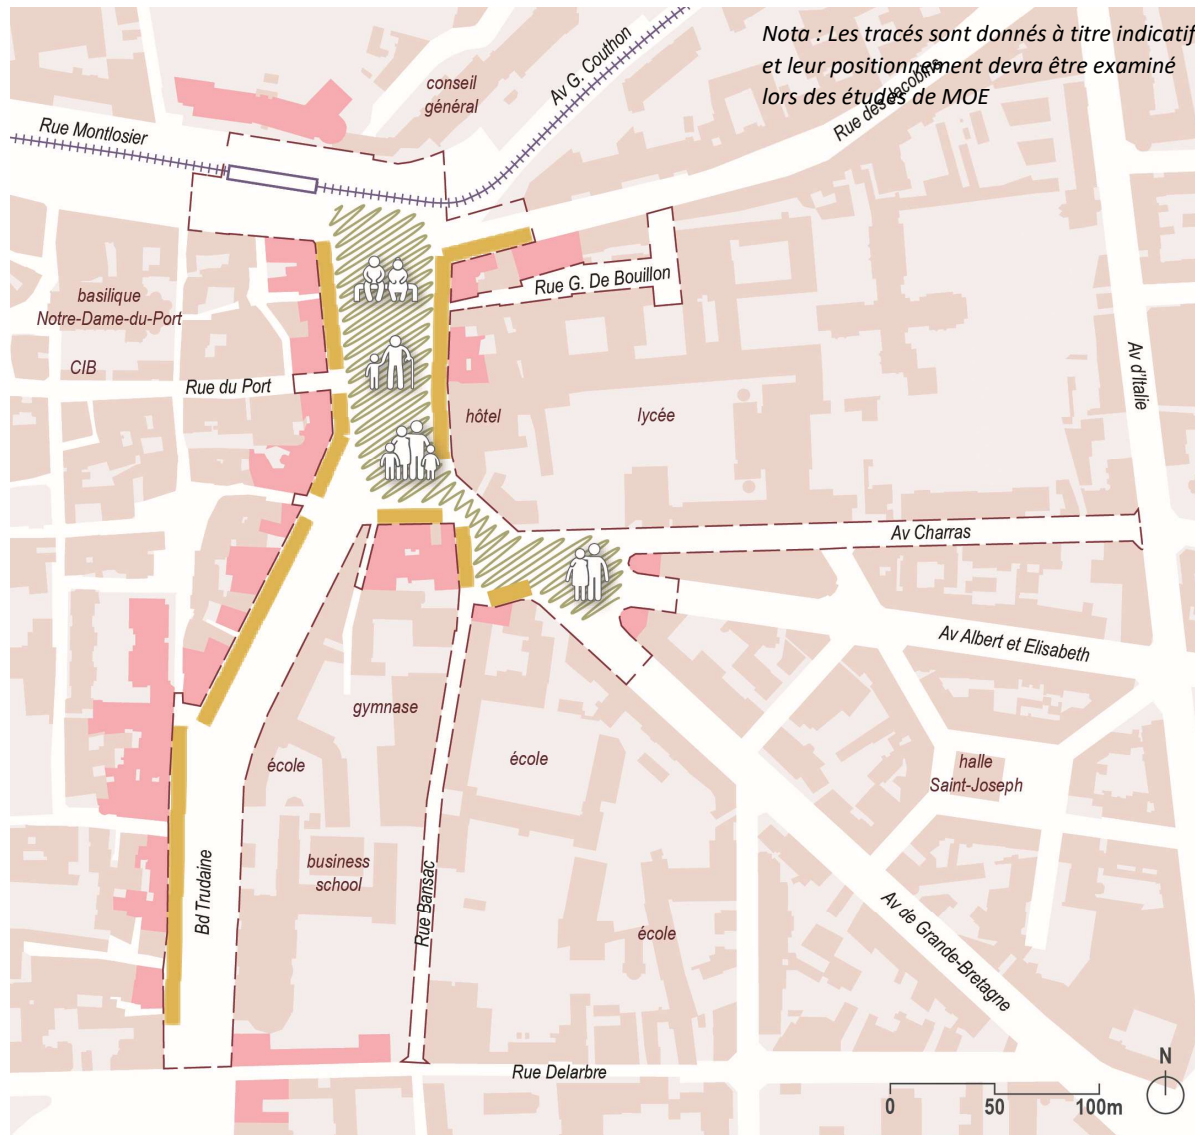 Nota : Les tracés sont donnés à titre indicatif
et leur positionnement devra être examiné
lors des études de MOE
Av G. Couthon
conseil
général
Rue des Jacobins
Rue Montlosier
Rue G. De Bouillon
basilique
Notre-Dame-du-Port
CIB
Rue du Port
hôtel
lycée
Av d'Italie
Av Charras
Av Albert et Elisabeth
gymnase
école
école
halle
Saint-Joseph
business
school
Bd Trudaine
Rue Bansac
école
Av de Grande-Bretagne
Rue Delarbre
N
0 50 100m